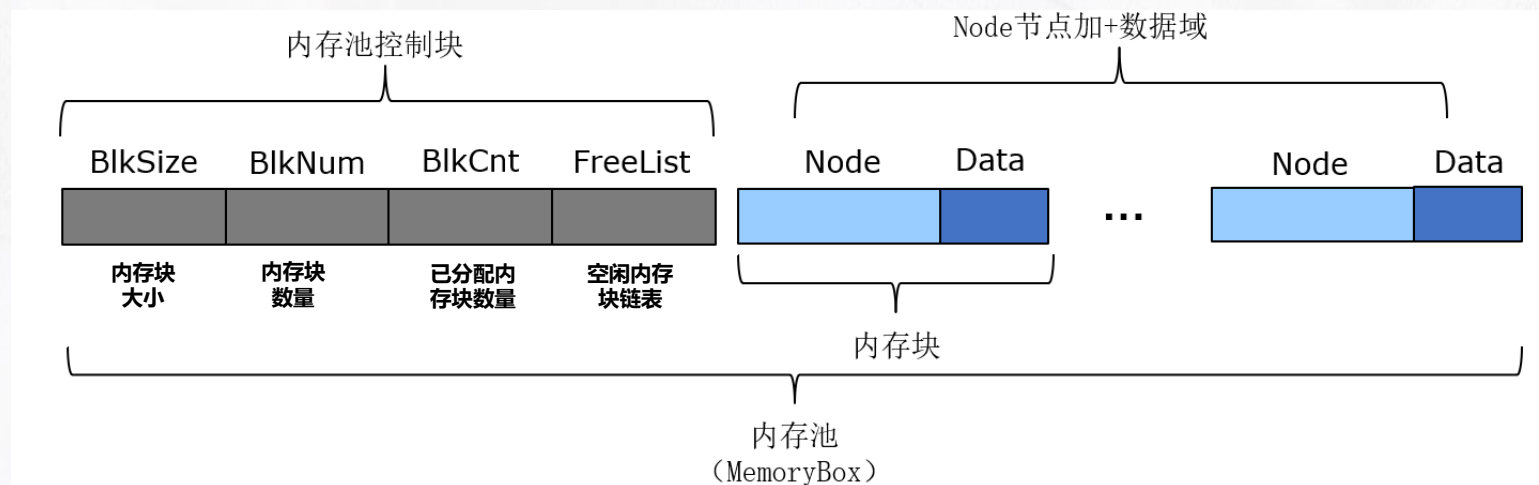 内存池控制块
Node节点加+数据域
BlkSize BlkNum BlkCnt FreeList Node Data Node Data
...
内存块 内存块 已分配内 空闲内存
大小 数量 存块数量 块链表
内存块
内存池
（MemoryBox）